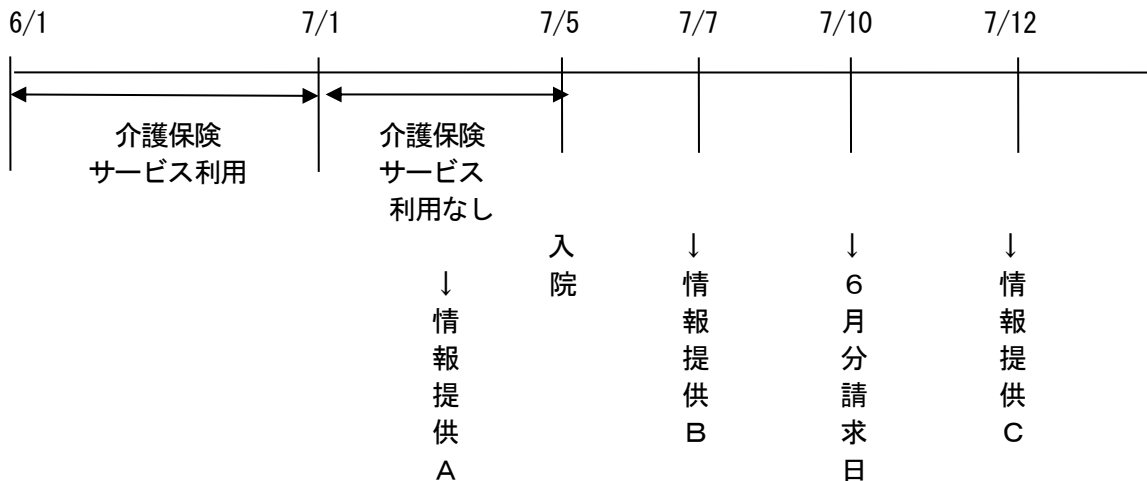 6/1
7/1
7/5
7/7
7/10
7/12
介護保険
サービス利用
介護保険
サービス
利用なし
↓情報提供A
入院
↓情報提供B
↓6月分請求日
↓情報提供C